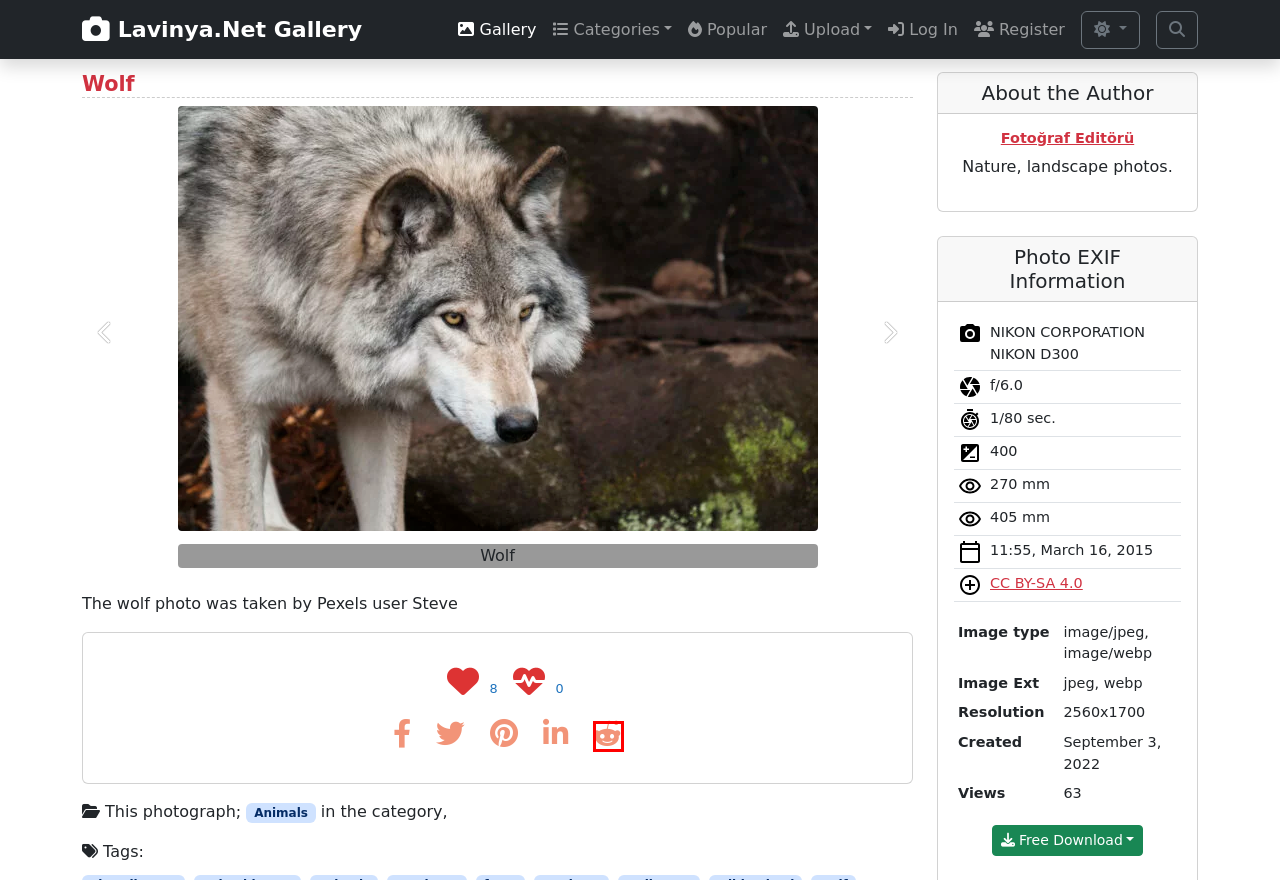 Lavinya.Net Gallery
Gallery
Categories
Popular
Upload
Log In
Register
Wolf
Wolf
The wolf photo was taken by Pexels user Steve
8
0
This photograph; Animals in the category,
Tags:
About the Author
Fotoğraf Editörü
Nature, landscape photos.
Photo EXIF
Information
NIKON CORPORATION
NIKON D300
f/6.0
1/80 sec.
400
270 mm
405 mm
11:55, March 16, 2015
CC BY-SA 4.0
Image type image/jpeg,
image/webp
Image Ext jpeg, webp
Resolution 2560x1700
Created September 3,
2022
Views 63
Free Download